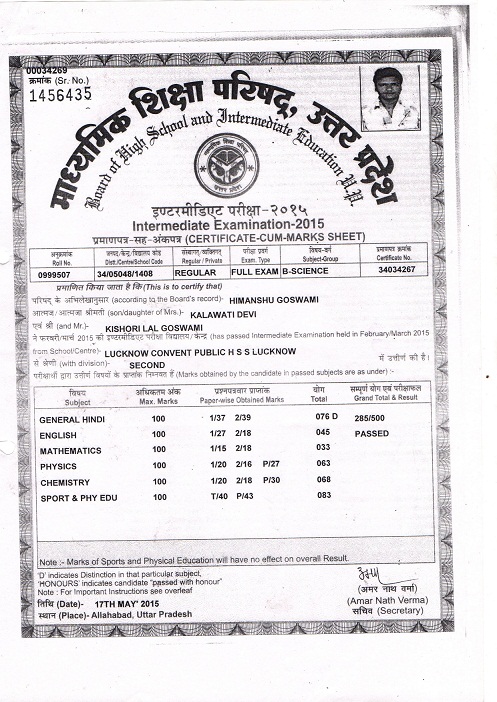 00034269
क्रमांक (Sr. No.)
1456435
माध्यमिक शिक्षा परिषद, उत्तर प्रदेश
Board of High School and Intermediate Education U.P.
इण्टरमीडिएट परीक्षा-२०१५
Intermediate Examination-2015
प्रमाणपत्र-सह-अंकपत्र (CERTIFICATE-CUM-MARKS SHEET)
अनुक्रमांक जनपद/केन्द्र/विद्यालय कोड संस्थागत/व्यक्तिगत परीक्षा प्रकार विषय-वर्ग प्रमाणपत्र क्रमांक
Roll No. Distt./Centre/School Code Regular / Private Exam. Type Subject-Group Certificate No.
0999507 34/05048/1408 REGULAR FULL EXAM B-SCIENCE 34034267
प्रमाणित किया जाता है कि (This is to certify that)
परिषद के अभिलेखानुसार (according to the Board's record)- HIMANSHU GOSWAMI
आत्मज/आत्मजा श्रीमती (son/daughter of Mrs.)- KALAWATI DEVI
एवं श्री (and Mr.)- KISHORI LAL GOSWAMI
ने फरवरी/मार्च 2015 को इण्टरमीडिएट परीक्षा विद्यालय/केन्द्र (has passed Intermediate Examination held in February/March 2015
from School/Centre)- LUCKNOW CONVENT PUBLIC H S S LUCKNOW
से श्रेणी (with division)- SECOND में उत्तीर्ण की है।
परीक्षार्थी द्वारा उत्तीर्ण विषयों के प्राप्तांक निम्नवत हैं (Marks obtained by the candidate in passed subjects are as under) :-
विषय अधिकतम अंक प्रश्नपत्रवार प्राप्तांक योग सम्पूर्ण योग एवं परीक्षाफल
Subject Max. Marks Paper-wise Obtained Marks Total Grand Total & Result
GENERAL HINDI 100 1/37 2/39 076 D 285/500
ENGLISH 100 1/27 2/18 045 PASSED
MATHEMATICS 100 1/15 2/18 033
PHYSICS 100 1/20 2/16 P/27 063
CHEMISTRY 100 1/20 2/18 P/30 068
SPORT & PHY EDU 100 T/40 P/43 083
Note :- Marks of Sports and Physical Education will have no effect on overall Result.
'D' indicates Distinction in that particular subject,
'HONOURS' indicates candidate "passed with honour"
Note : For Important Instructions see overleaf
तिथि (Date)- 17TH MAY' 2015
स्थान (Place)- Allahabad, Uttar Pradesh
(अमर नाथ वर्मा)
(Amar Nath Verma)
सचिव (Secretary)